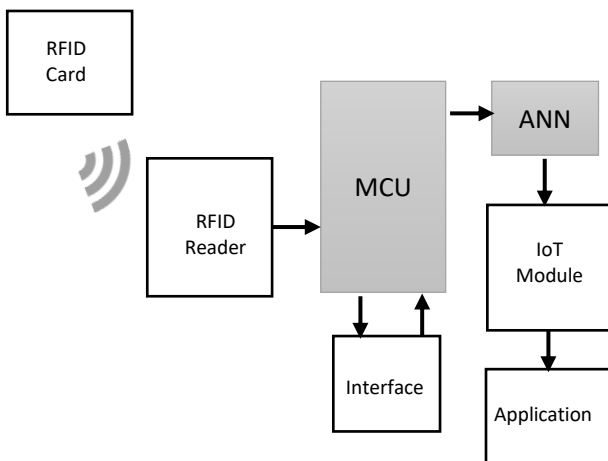 RFID
Card
RFID
Reader
MCU
ANN
IoT
Module
Interface
Application